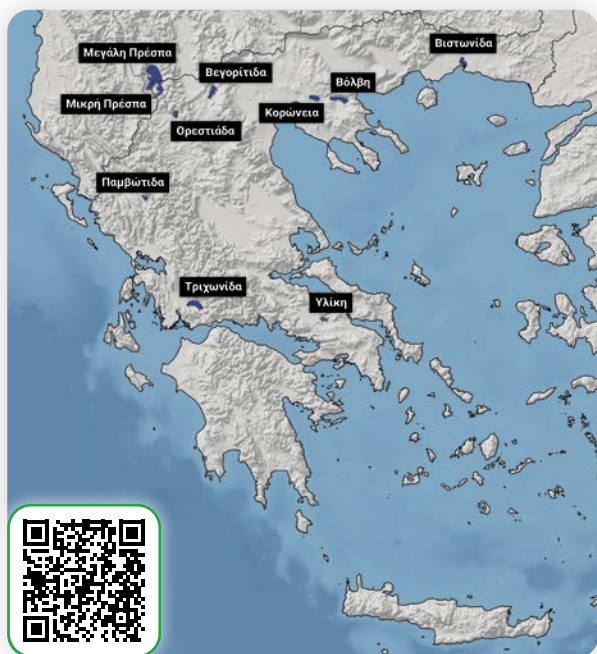 Μεγάλη Πρέσπα
Βιστωνίδα
Βεγορίτιδα
Βόλβη
Μικρή Πρέσπα
Κορώνεια
Ορεστιάδα
Παμβώτιδα
Τριχωνίδα
Υλίκη